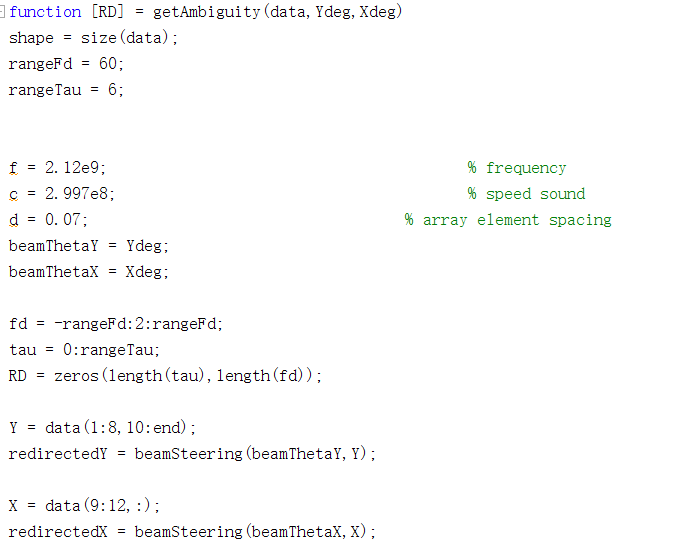 function [RD] = getAmbiguity(data,Ydeg,Xdeg)
shape = size(data);
rangeFd = 60;
rangeTau = 6;
f = 2.12e9; % frequency
c = 2.997e8; % speed sound
d = 0.07; % array element spacing
beamThetaY = Ydeg;
beamThetaX = Xdeg;
fd = -rangeFd:2:rangeFd;
tau = 0:rangeTau;
RD = zeros(length(tau),length(fd));
Y = data(1:8,10:end);
redirectedY = beamSteering(beamThetaY,Y);
X = data(9:12,:);
redirectedX = beamSteering(beamThetaX,X);